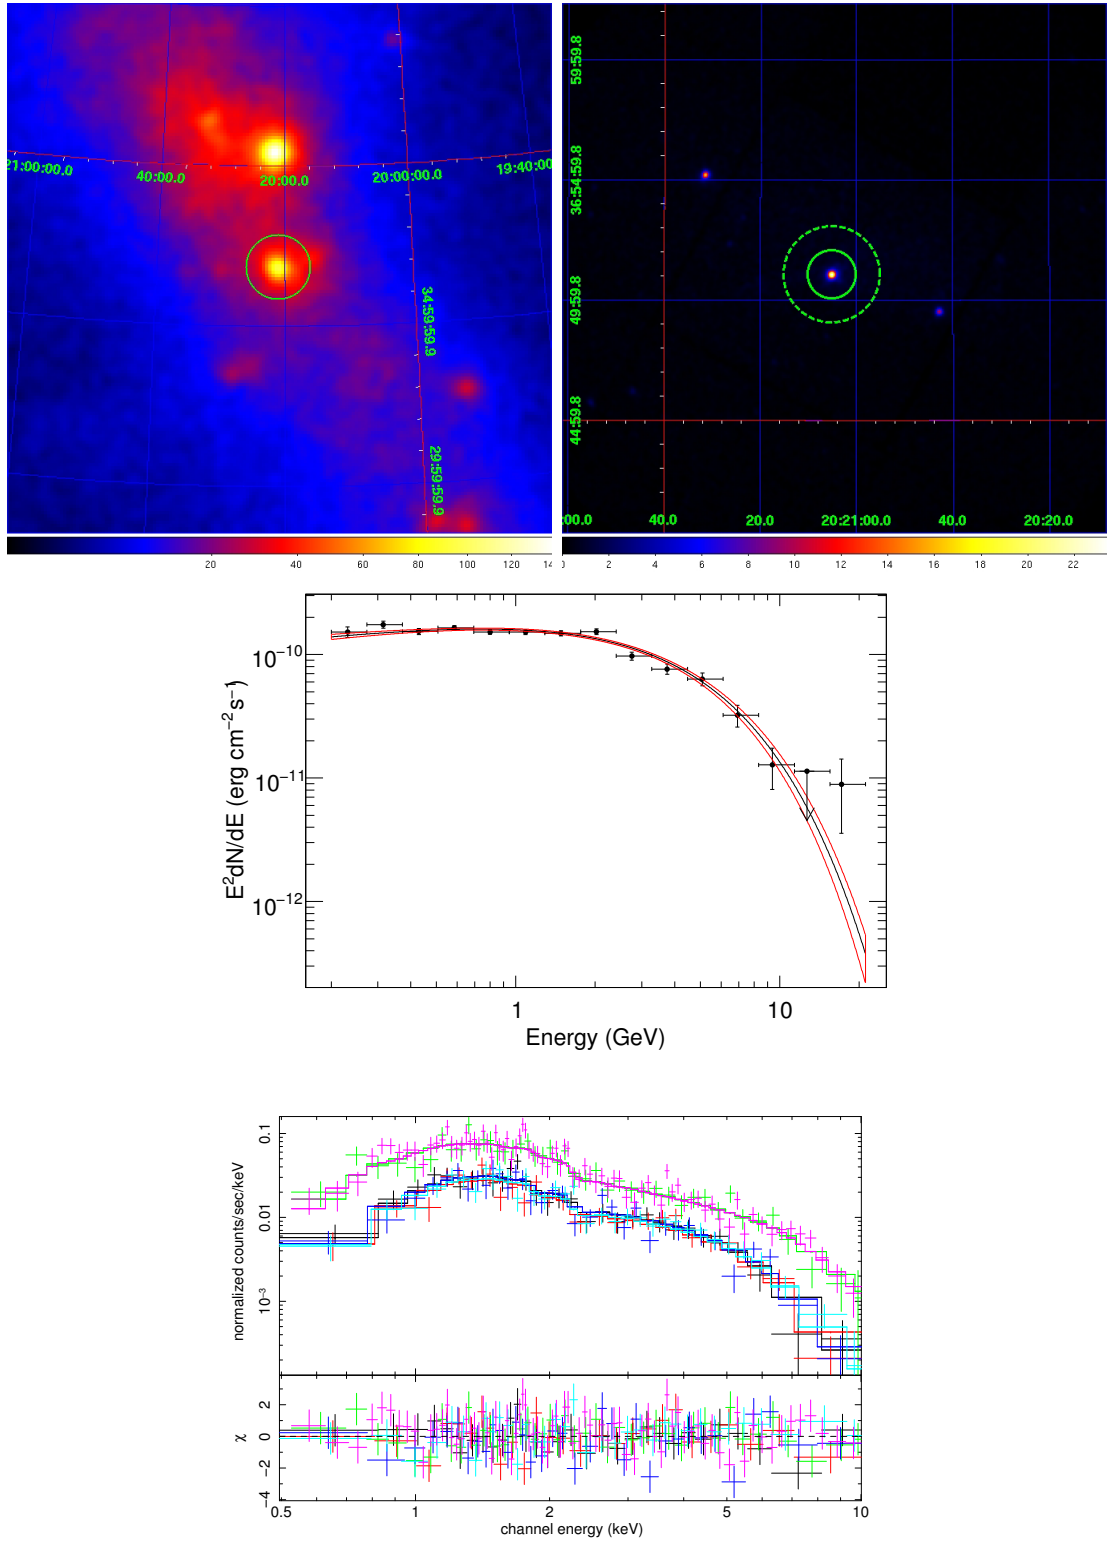 21:00:00.0 40:00.0 20:00.0 20:00:00.0 19:40:00.
34:59:59.9
29:59:59.9
20 40 60 80 100 120 14
59:59.8
36:54:59.8
49:59.8
44:59.8
:00.0 40.0 20.0 20:21:00.0 40.0 20:20.0
0 2 4 6 8 10 12 14 16 18 20 22
E²dN/dE (erg cm⁻²s⁻¹)
10⁻¹⁰
10⁻¹¹
10⁻¹²
1 10
Energy (GeV)
normalized counts/sec/keV
0.1
0.01
10⁻³
χ
2
0
−2
−4
0.5 1 2 5 10
channel energy (keV)